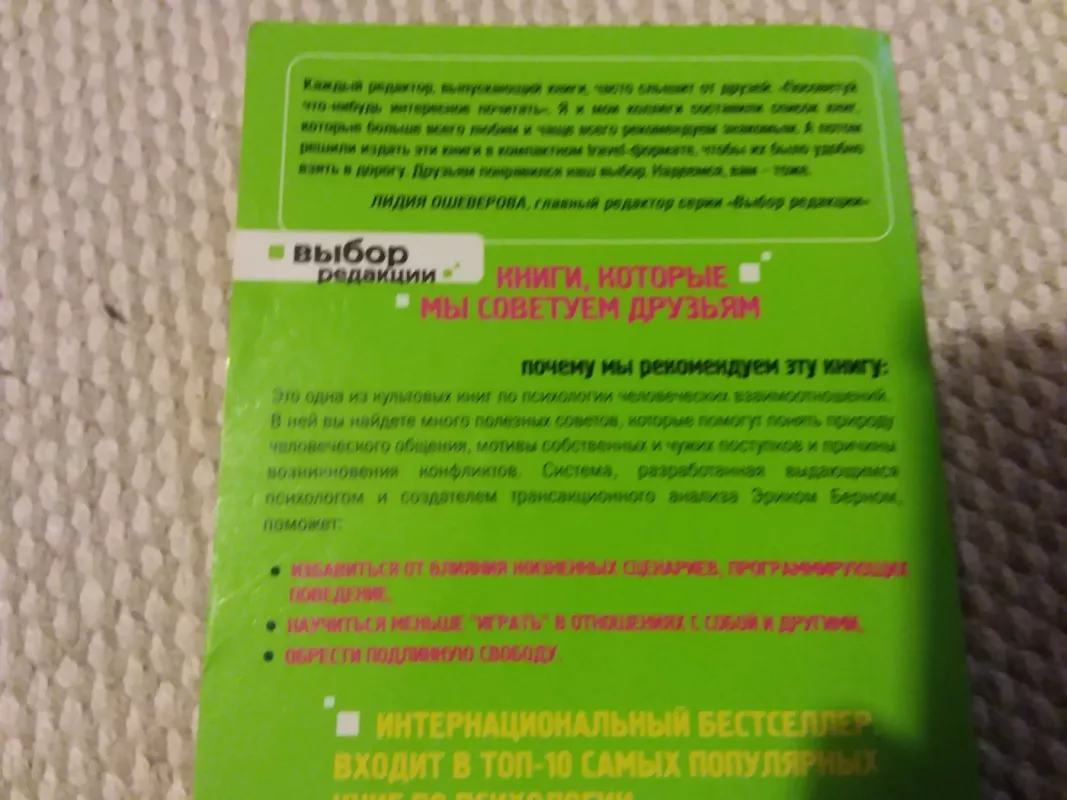 Каждый редактор, выпускающий книги, часто слышит от друзей: «Посоветуй
что-нибудь интересное почитать». Я и мои коллеги составили список книг,
которые больше всего любим и чаще всего рекомендуем знакомым. А потом
решили издать эти книги в компактном travel-формате, чтобы их было удобно
взять в дорогу. Друзьям понравился наш выбор. Надеемся, вам – тоже.
ЛИДИЯ ОШЕВЕРОВА, главный редактор серии «Выбор редакции»
выбор
редакции
КНИГИ, КОТОРЫЕ
МЫ СОВЕТУЕМ ДРУЗЬЯМ
почему мы рекомендуем эту книгу:
Это одна из культовых книг по психологии человеческих взаимоотношений.
В ней вы найдете много полезных советов, которые помогут понять природу
человеческого общения, мотивы собственных и чужих поступков и причины
возникновения конфликтов. Система, разработанная выдающимся
психологом и создателем трансакционного анализа Эриком Берном,
поможет:
• ИЗБАВИТЬСЯ ОТ ВЛИЯНИЯ ЖИЗНЕННЫХ СЦЕНАРИЕВ, ПРОГРАММИРУЮЩИХ
ПОВЕДЕНИЕ,
• НАУЧИТЬСЯ МЕНЬШЕ "ИГРАТЬ" В ОТНОШЕНИЯХ С СОБОЙ И ДРУГИМИ,
• ОБРЕСТИ ПОДЛИННУЮ СВОБОДУ.
ИНТЕРНАЦИОНАЛЬНЫЙ БЕСТСЕЛЛЕР.
ВХОДИТ В ТОП-10 САМЫХ ПОПУЛЯРНЫХ
КНИГ ПО ПСИХОЛОГИИ